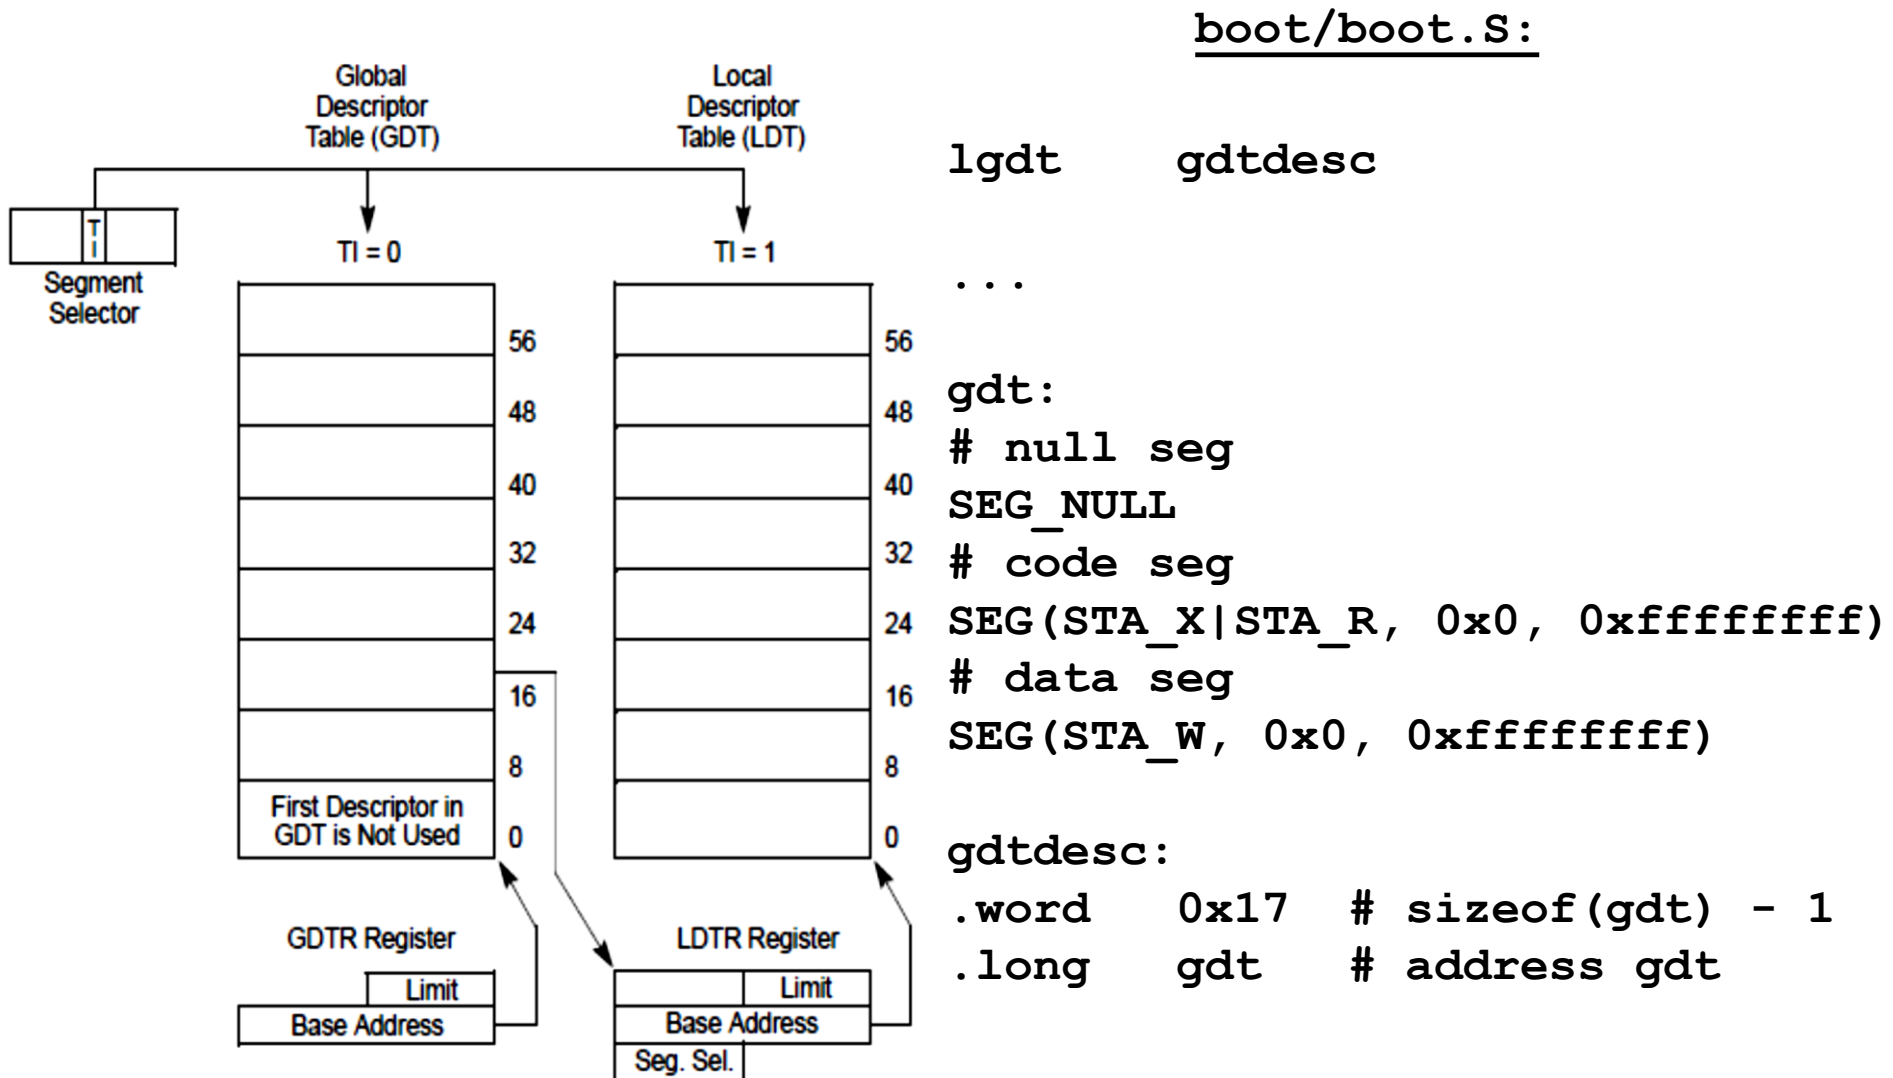 boot/boot.S:
Global
Descriptor
Table (GDT)
Local
Descriptor
Table (LDT)
T
I
Segment
Selector
TI = 0
TI = 1
56
48
40
32
24
16
8
First Descriptor in
GDT is Not Used
0
56
48
40
32
24
16
8
0
GDTR Register
Limit
Base Address
LDTR Register
Limit
Base Address
Seg. Sel.
lgdt gdtdesc
...
gdt:
# null seg
SEG_NULL
# code seg
SEG(STA_X|STA_R, 0x0, 0xffffffff)
# data seg
SEG(STA_W, 0x0, 0xffffffff)
gdtdesc:
.word 0x17 # sizeof(gdt) - 1
.long gdt # address gdt